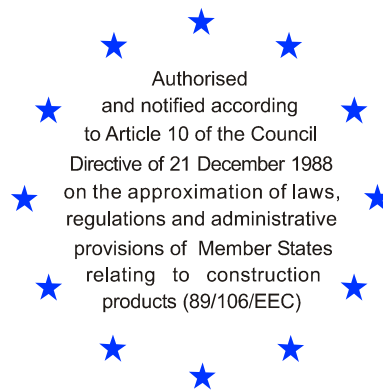 Authorised
and notified according
to Article 10 of the Council
Directive of 21 December 1988
on the approximation of laws,
regulations and administrative
provisions of Member States
relating to construction
products (89/106/EEC)